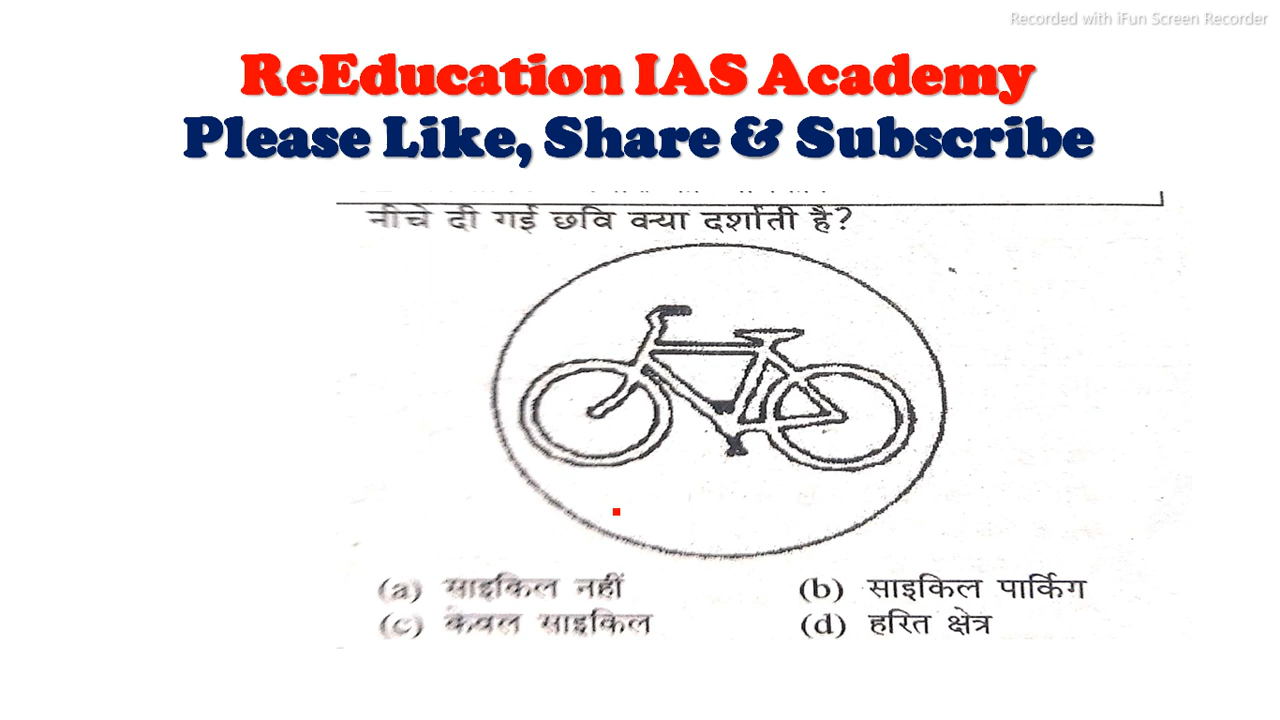 Recorded with iFun Screen Recorder
ReEducation IAS Academy
Please Like, Share & Subscribe
नीचे दी गई छवि क्या दर्शाती है?
(a) साइकिल नहीं (b) साइकिल पार्किंग
(c) केवल साइकिल (d) हरित क्षेत्र